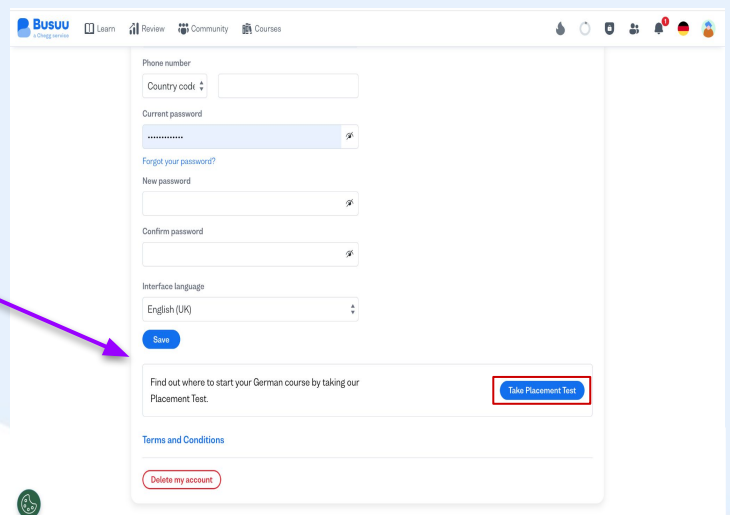 Busuu
a Chegg service
Learn
Review
Community
Courses
1
Phone number
Country code
Current password
••••••••••••
Forgot your password?
New password
Confirm password
Interface language
English (UK)
Save
Find out where to start your German course by taking our
Placement Test.
Take Placement Test
Terms and Conditions
Delete my account